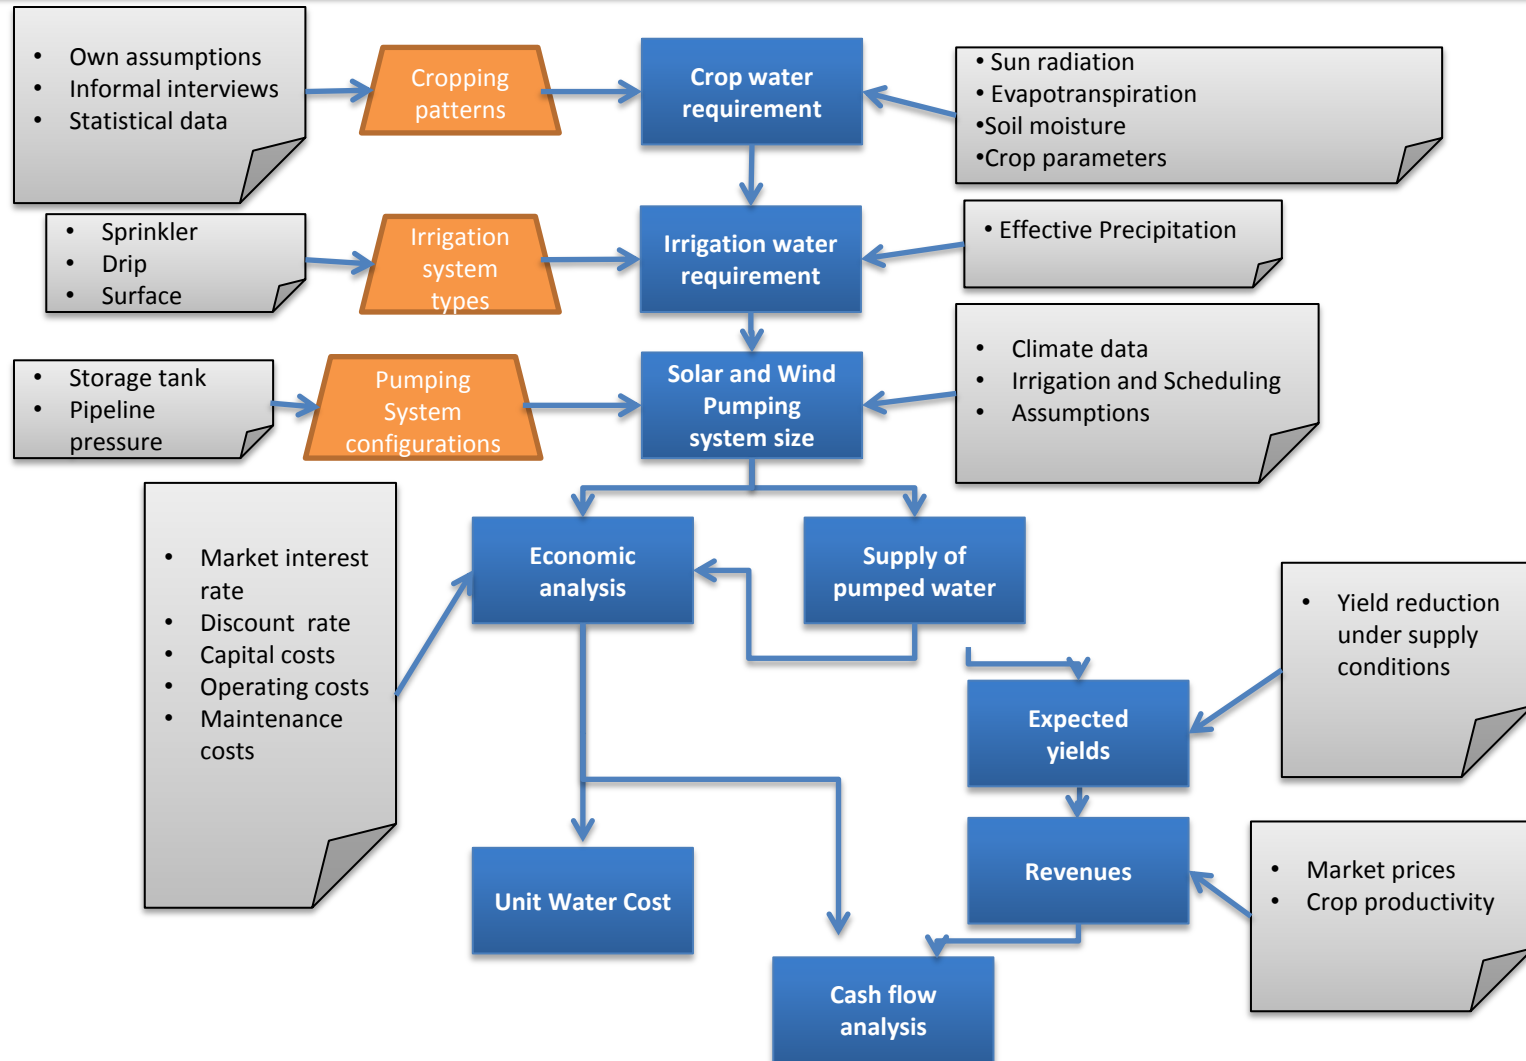 • Own assumptions
• Informal interviews
• Statistical data
Cropping
patterns
Crop water
requirement
• Sun radiation
• Evapotranspiration
•Soil moisture
•Crop parameters
• Sprinkler
• Drip
• Surface
Irrigation
system
types
Irrigation water
requirement
• Effective Precipitation
• Storage tank
• Pipeline
pressure
Pumping
System
configurations
Solar and Wind
Pumping
system size
• Climate data
• Irrigation and Scheduling
• Assumptions
• Market interest
rate
• Discount rate
• Capital costs
• Operating costs
• Maintenance
costs
Economic
analysis
Supply of
pumped water
• Yield reduction
under supply
conditions
Expected
yields
Unit Water Cost
Revenues
• Market prices
• Crop productivity
Cash flow
analysis